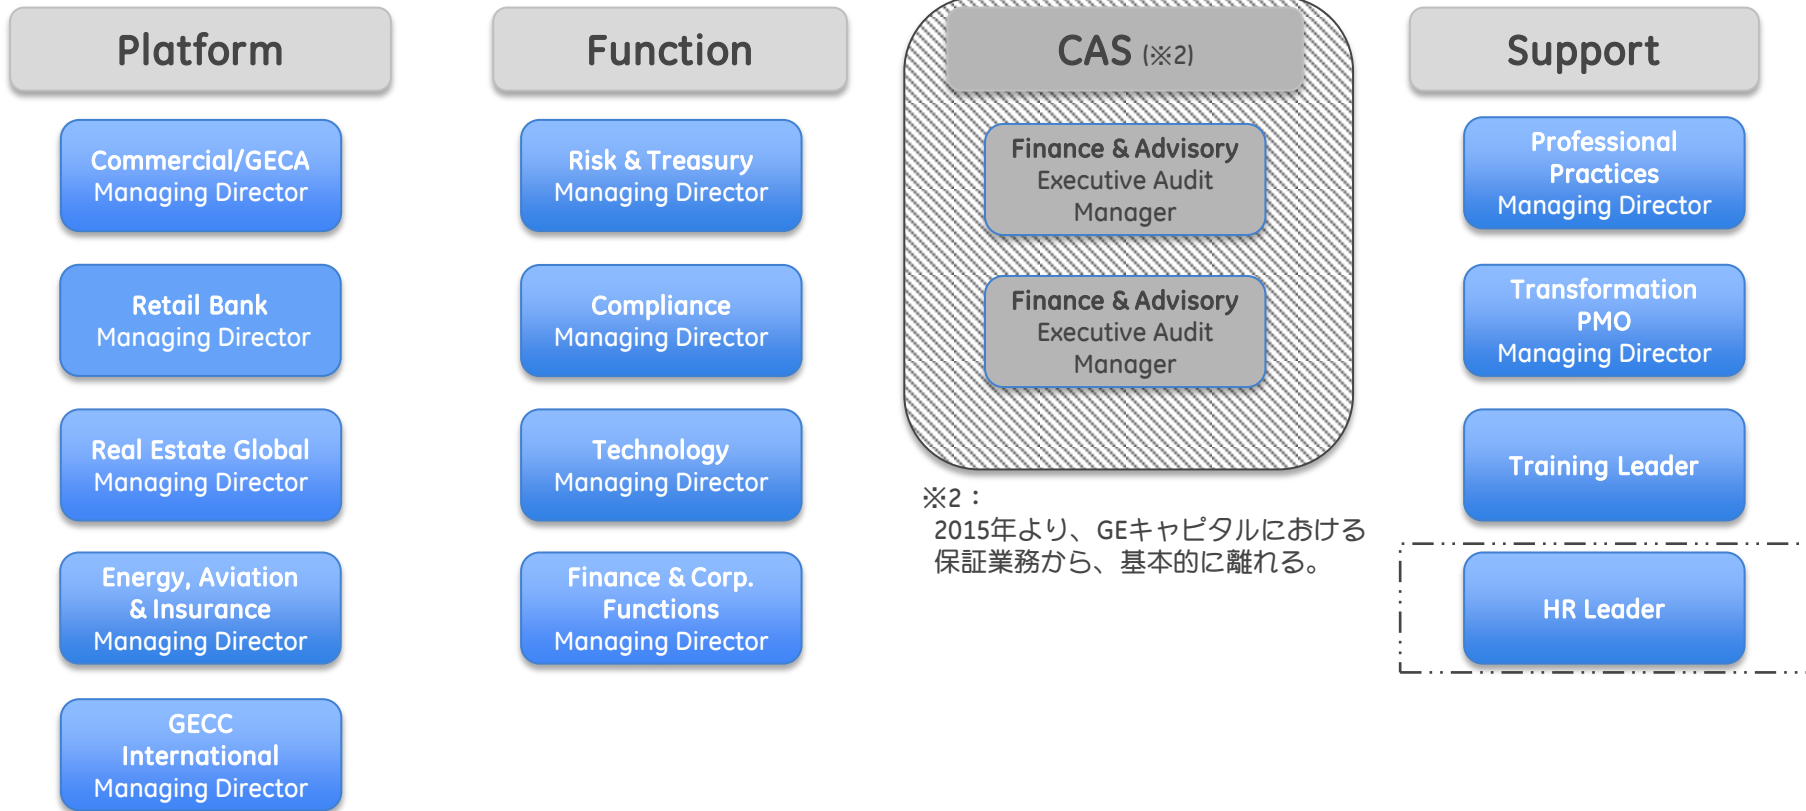 Platform
Commercial/GECA
Managing Director
Retail Bank
Managing Director
Real Estate Global
Managing Director
Energy, Aviation
& Insurance
Managing Director
GECC
International
Managing Director
Function
Risk & Treasury
Managing Director
Compliance
Managing Director
Technology
Managing Director
Finance & Corp.
Functions
Managing Director
CAS (※2)
Finance & Advisory
Executive Audit
Manager
Finance & Advisory
Executive Audit
Manager
※2：
2015年より、GEキャピタルにおける
保証業務から、基本的に離れる。
Support
Professional
Practices
Managing Director
Transformation
PMO
Managing Director
Training Leader
HR Leader